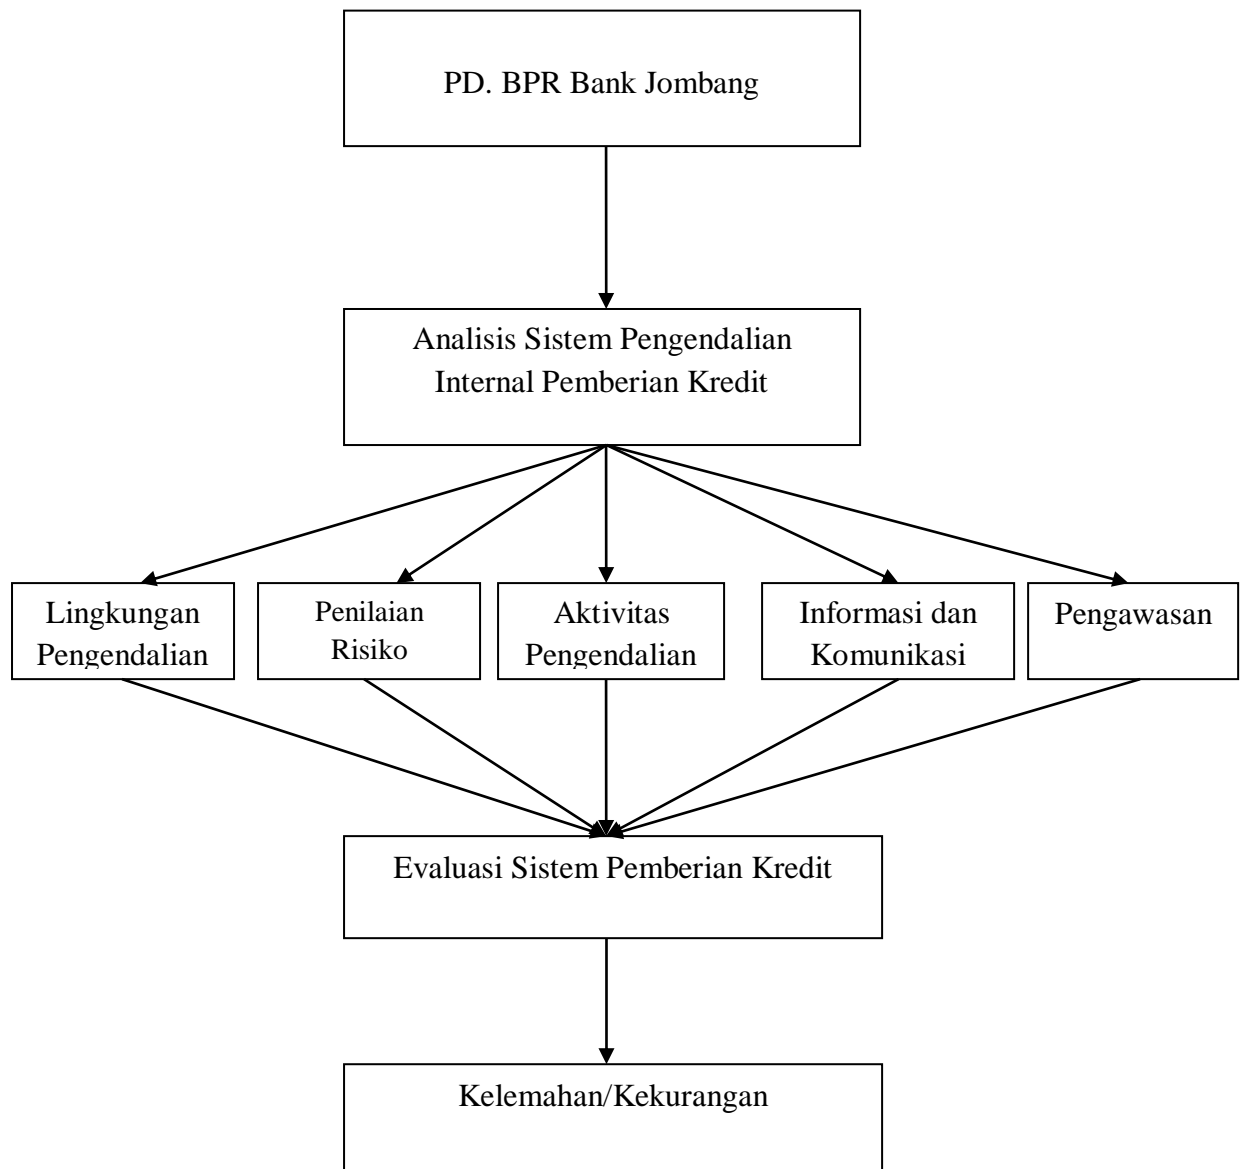 PD. BPR Bank Jombang
Analisis Sistem Pengendalian
Internal Pemberian Kredit
Lingkungan
Pengendalian
Penilaian
Risiko
Aktivitas
Pengendalian
Informasi dan
Komunikasi
Pengawasan
Evaluasi Sistem Pemberian Kredit
Kelemahan/Kekurangan